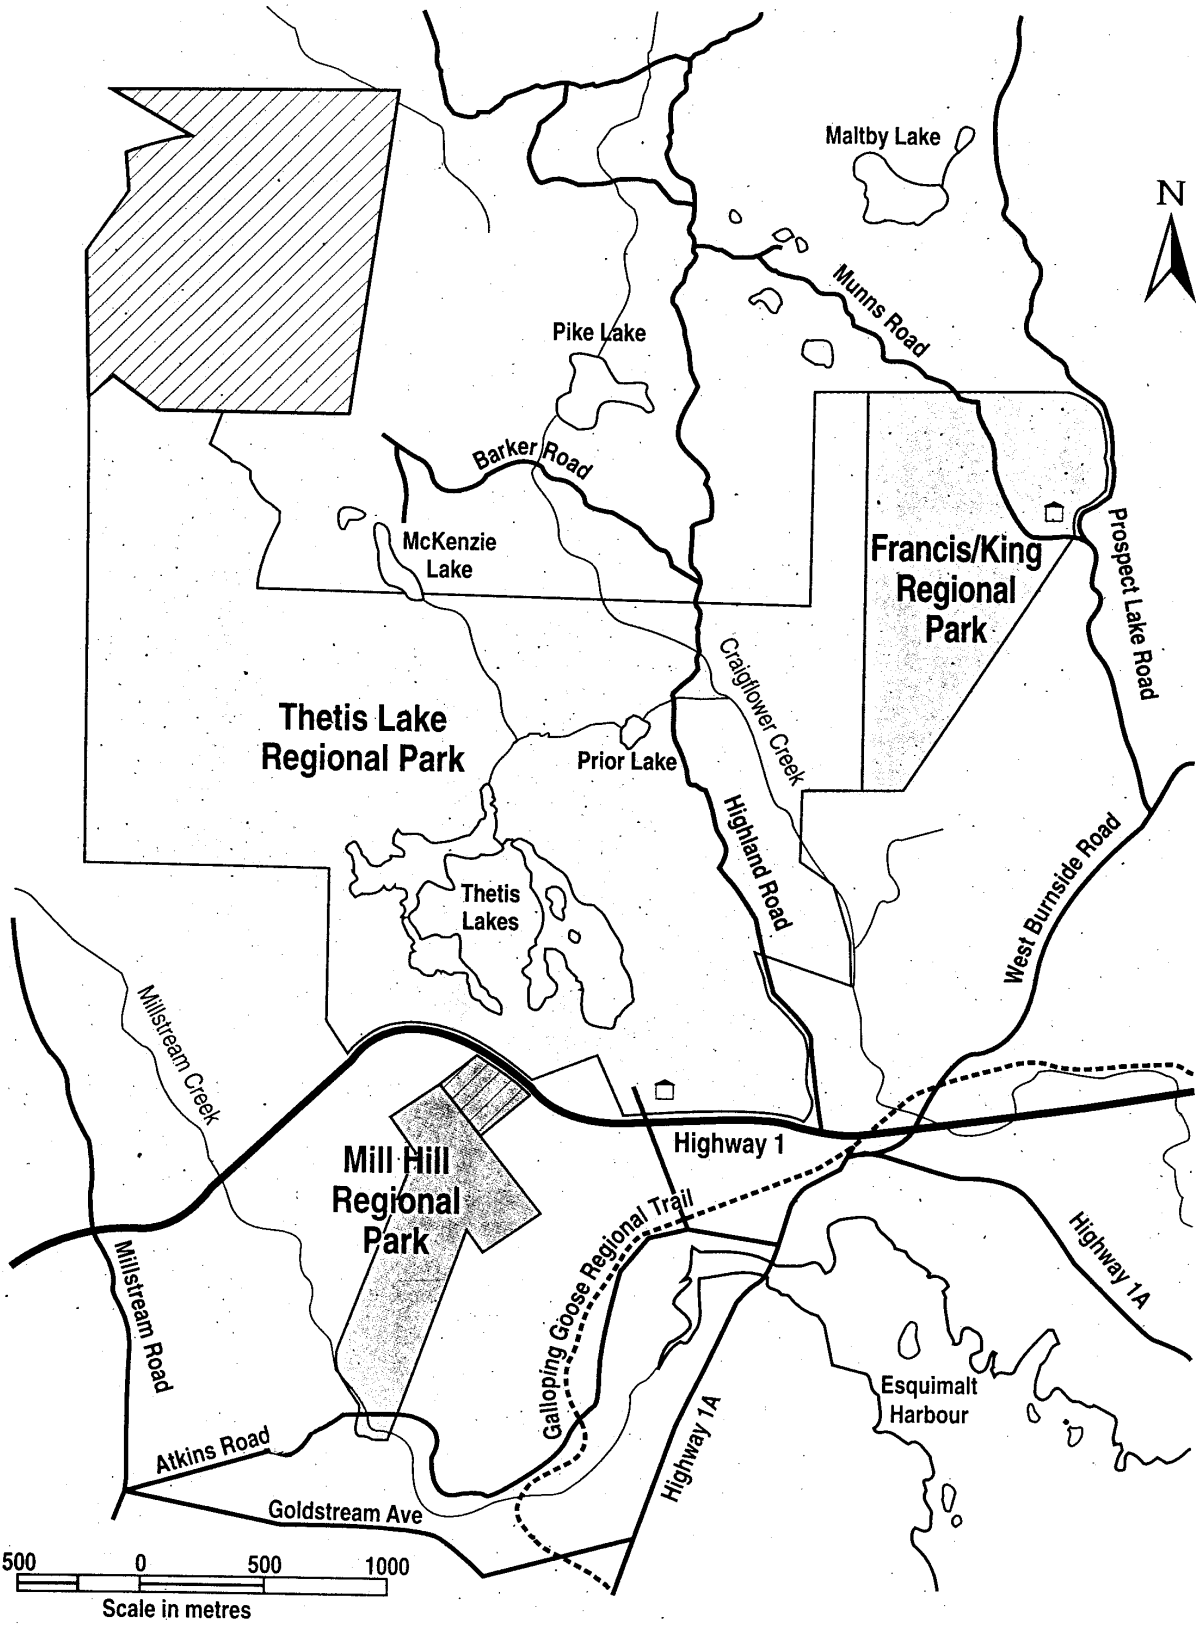 Maltby Lake
N
Munns Road
Pike Lake
Barker Road
McKenzie
Lake
Francis/King
Regional
Park
Prospect Lake Road
Craigflower Creek
Thetis Lake
Regional Park
Prior Lake
Highland Road
West Burnside Road
Thetis
Lakes
Millstream Creek
Highway 1
Mill Hill
Regional
Park
Galloping Goose Regional Trail
Highway 1A
Millstream Road
Esquimalt
Harbour
Highway 1A
Atkins Road
Goldstream Ave
500 0 500 1000
Scale in metres